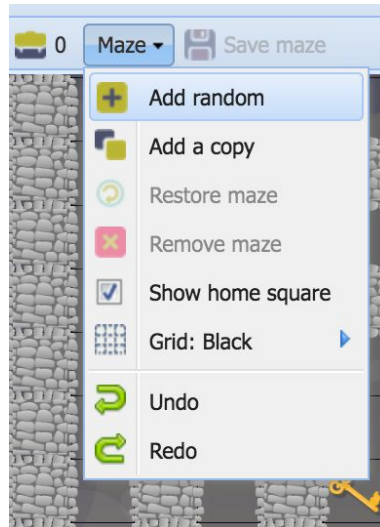 0 Maze Save maze
Add random
Add a copy
Restore maze
Remove maze
Show home square
Grid: Black
Undo
Redo